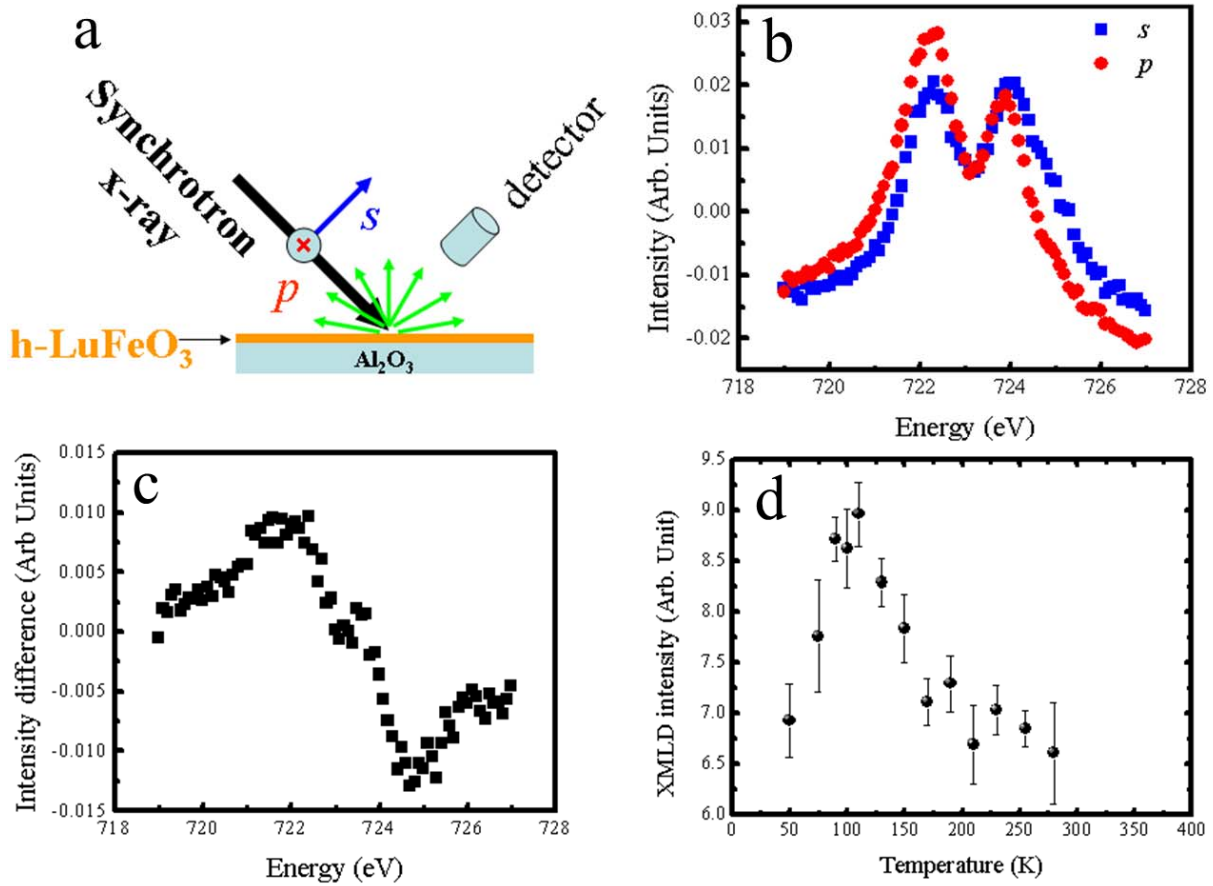 a
Synchrotron
x-ray
s
p
detector
h-LuFeO3
Al2O3
b
0.03
0.02
0.01
0.00
-0.01
-0.02
s
p
718
720
722
724
726
728
Intensity (Arb. Units)
Energy (eV)
c
0.015
0.010
0.005
0.000
-0.005
-0.010
-0.015
718
720
722
724
726
728
Intensity difference (Arb Units)
Energy (eV)
d
9.5
9.0
8.5
8.0
7.5
7.0
6.5
6.0
0
50
100
150
200
250
300
350
400
XMLD intensity (Arb. Unit)
Temperature (K)